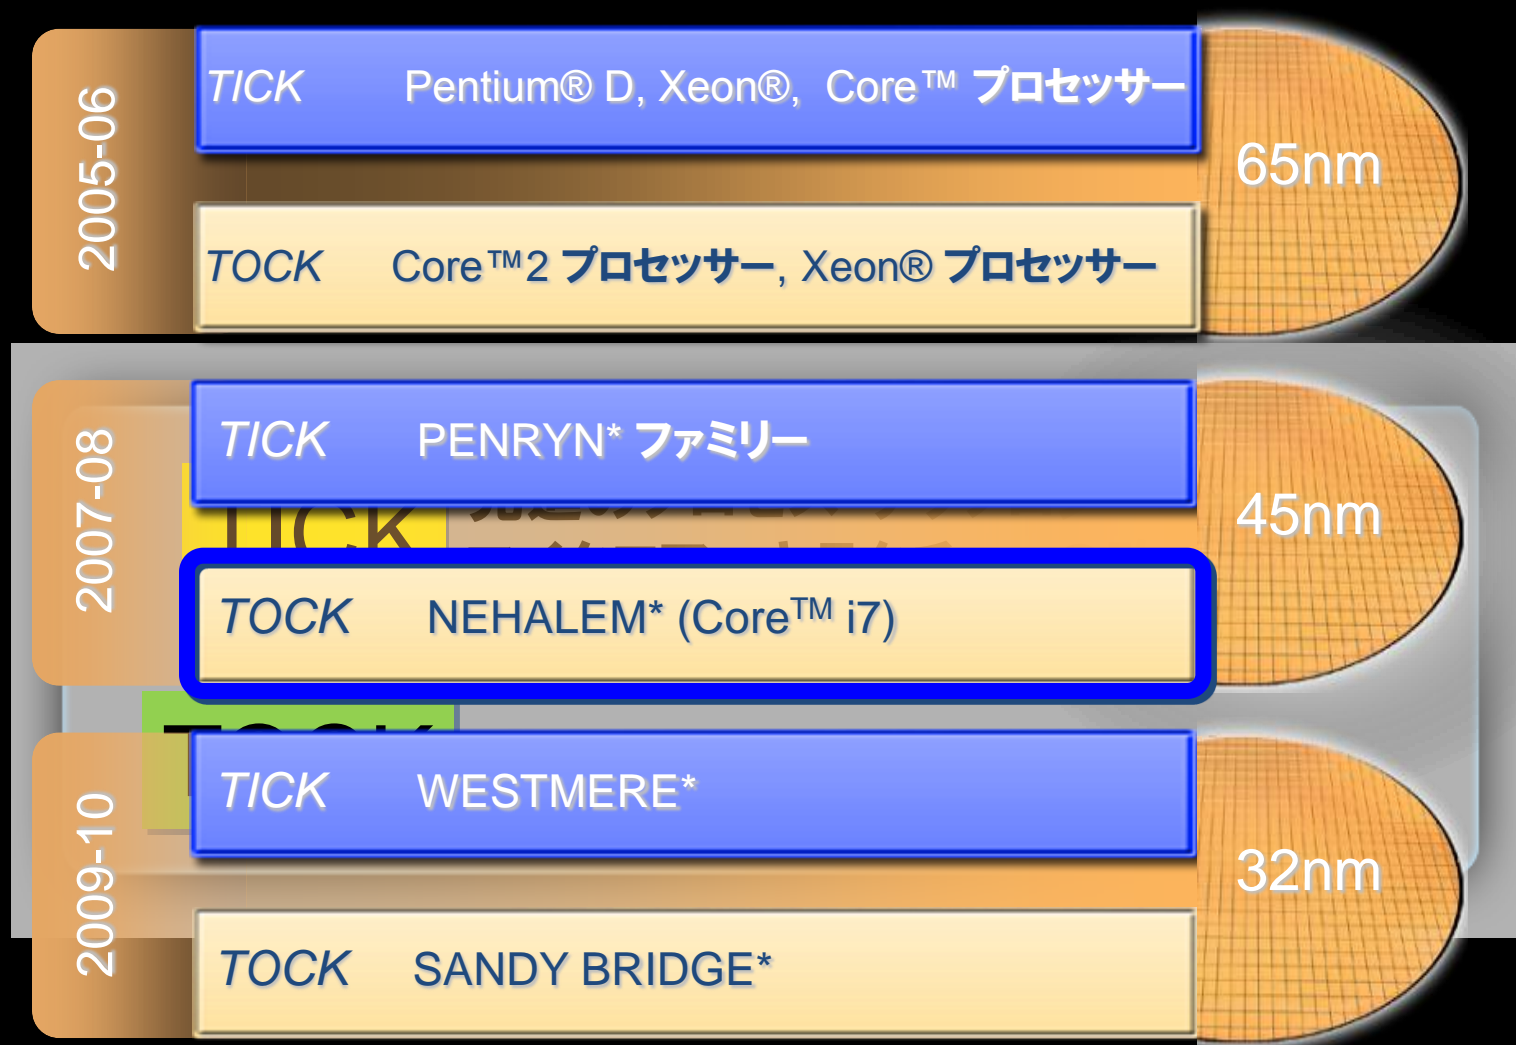 2005-06
TICK Pentium® D, Xeon®, Core™ プロセッサー
TOCK Core™2 プロセッサー, Xeon® プロセッサー
65nm
2007-08
TICK PENRYN* ファミリー
TICK
TOCK NEHALEM* (Core™ i7)
45nm
TOCK
2009-10
TICK WESTMERE*
TOCK SANDY BRIDGE*
32nm